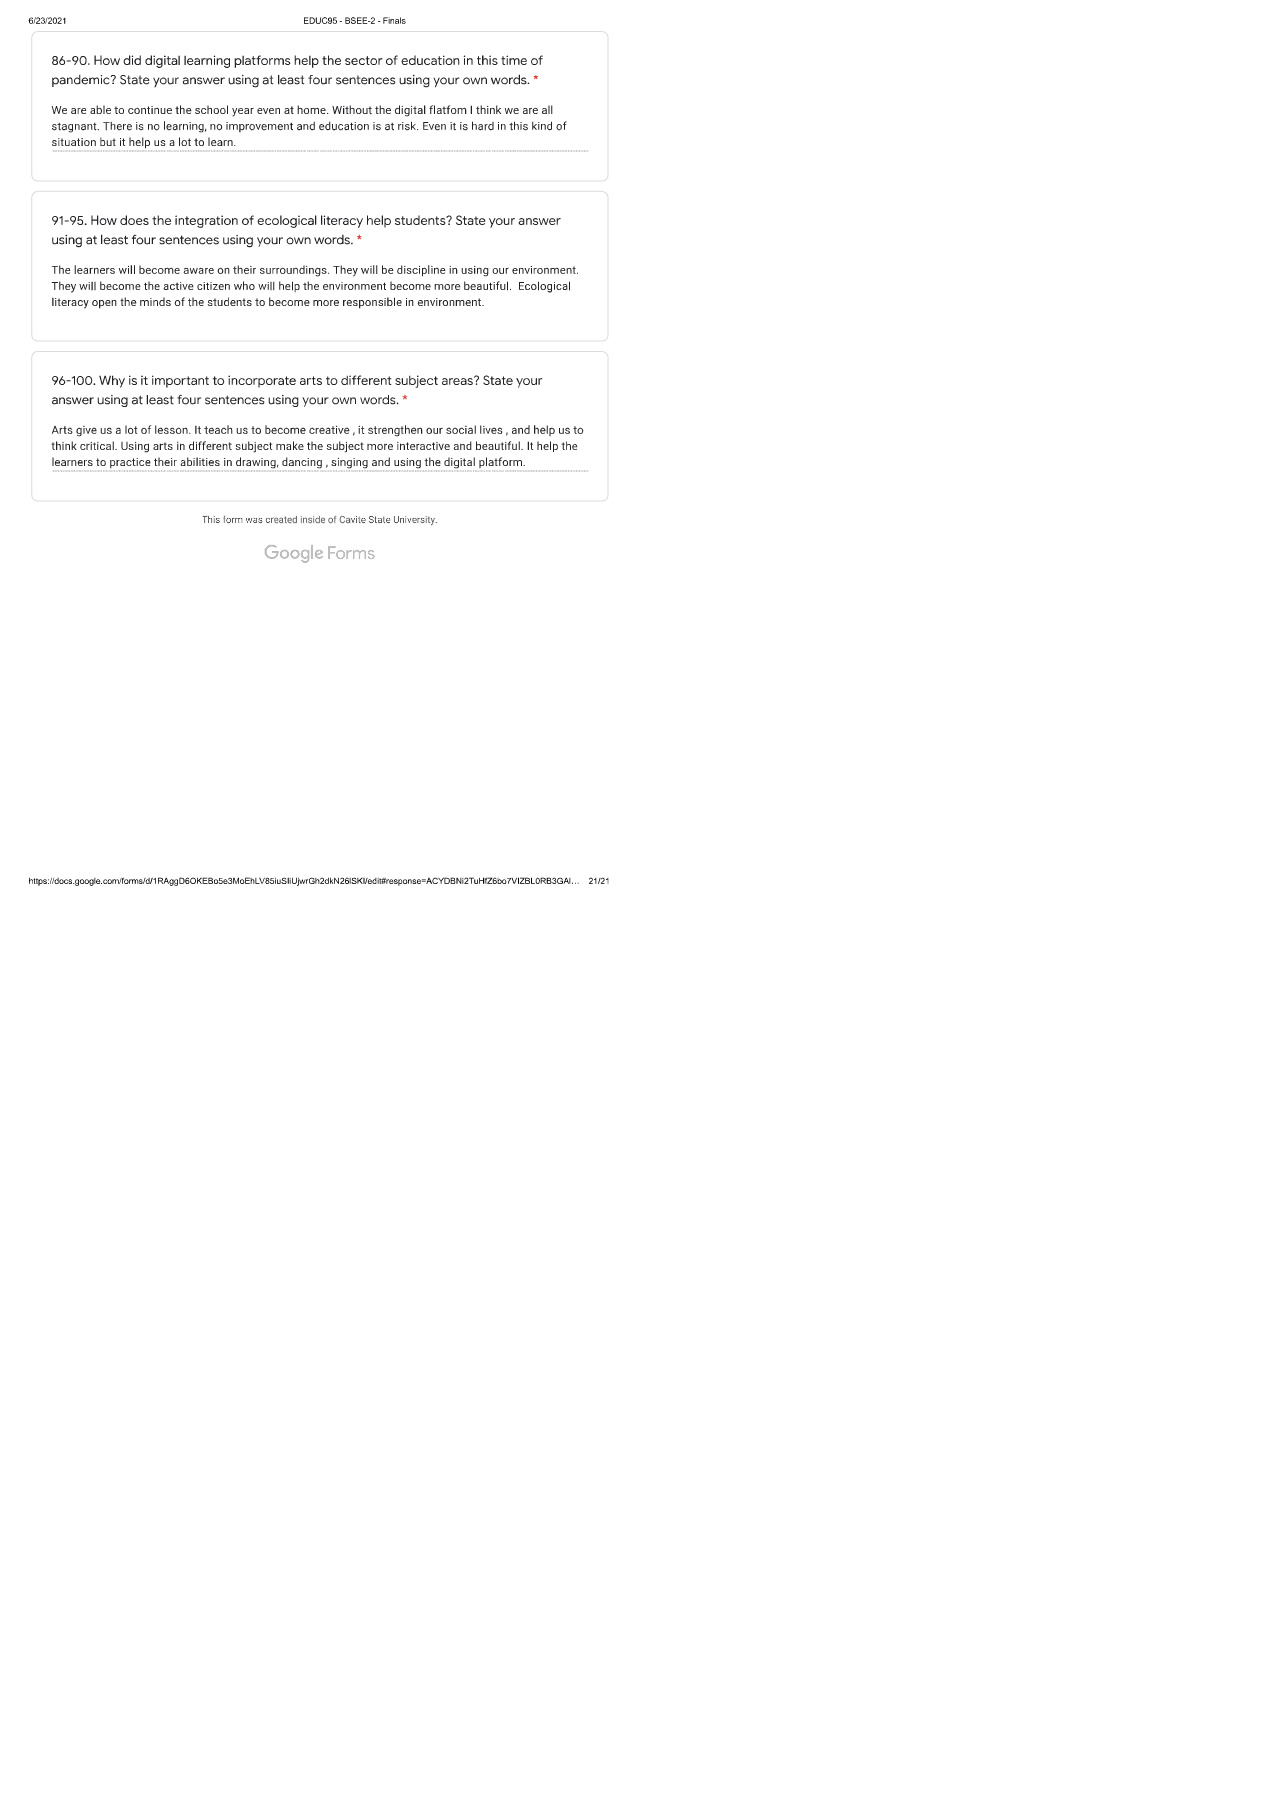 6/23/2021 EDUC95 - BSEE-2 - Finals
86-90. How did digital learning platforms help the sector of education in this time of
pandemic? State your answer using at least four sentences using your own words. *
We are able to continue the school year even at home. Without the digital flatfom I think we are all
stagnant. There is no learning, no improvement and education is at risk. Even it is hard in this kind of
situation but it help us a lot to learn.
91-95. How does the integration of ecological literacy help students? State your answer
using at least four sentences using your own words. *
The learners will become aware on their surroundings. They will be discipline in using our environment.
They will become the active citizen who will help the environment become more beautiful.  Ecological
literacy open the minds of the students to become more responsible in environment.
96-100. Why is it important to incorporate arts to different subject areas? State your
answer using at least four sentences using your own words. *
Arts give us a lot of lesson. It teach us to become creative , it strengthen our social lives , and help us to
think critical. Using arts in different subject make the subject more interactive and beautiful. It help the
learners to practice their abilities in drawing, dancing , singing and using the digital platform.
This form was created inside of Cavite State University.
Google Forms
21/21